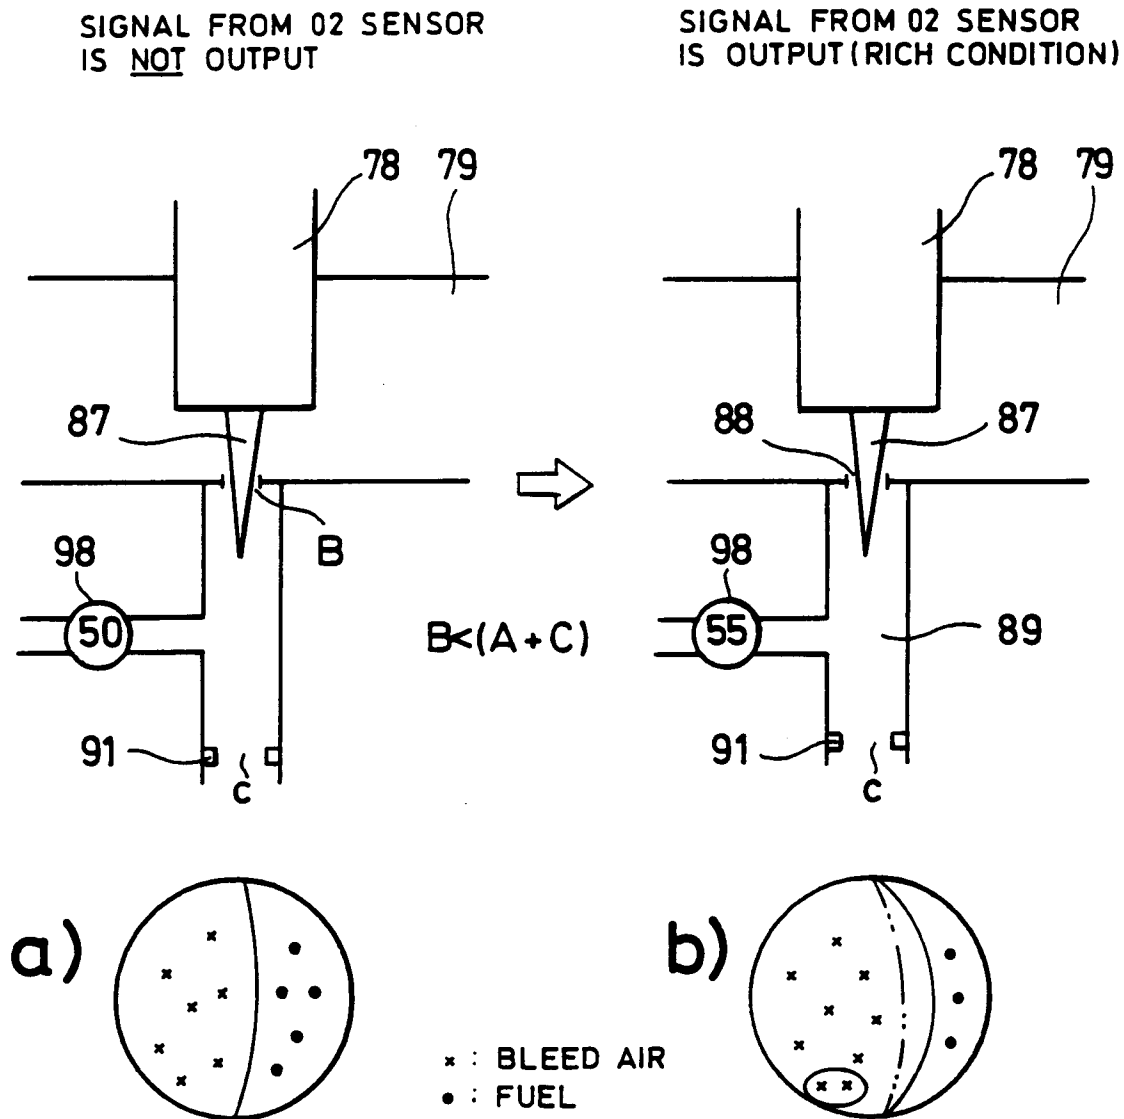 SIGNAL FROM 02 SENSOR
IS NOT OUTPUT
SIGNAL FROM 02 SENSOR
IS OUTPUT(RICH CONDITION)
78 79
78 79
87
88 87
B
98
50
B<(A+C)
98
55
89
91
C
91
C
a)
b)
×: BLEED AIR
●: FUEL